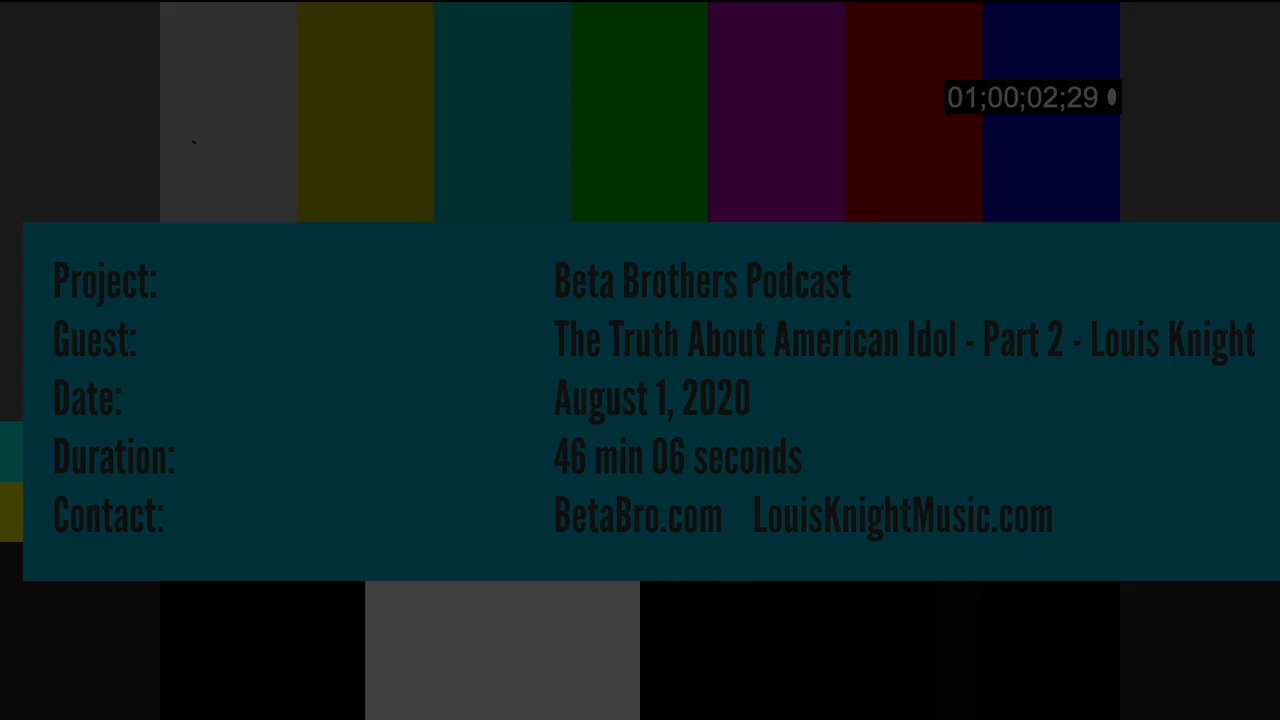 01;00;02;29
Project: Beta Brothers Podcast
Guest: The Truth About American Idol - Part 2 - Louis Knight
Date: August 1, 2020
Duration: 46 min 06 seconds
Contact: BetaBro.com LouisKnightMusic.com